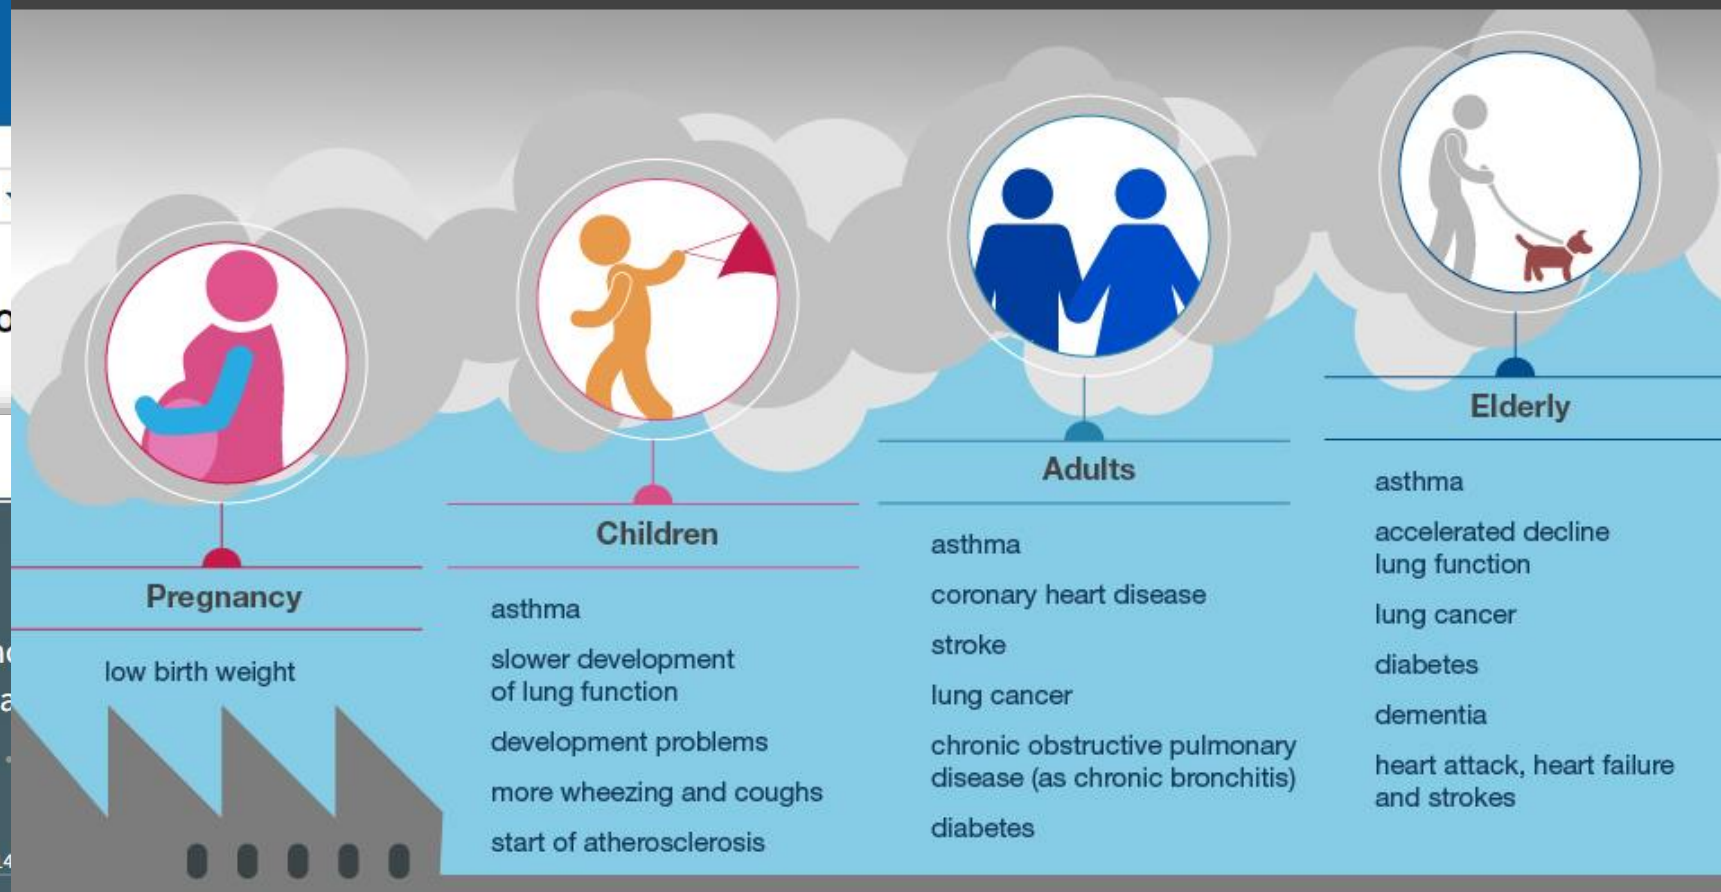 Pregnancy
low birth weight
Children
asthma
slower development
of lung function
development problems
more wheezing and coughs
start of atherosclerosis
Adults
asthma
coronary heart disease
stroke
lung cancer
chronic obstructive pulmonary
disease (as chronic bronchitis)
diabetes
Elderly
asthma
accelerated decline
lung function
lung cancer
diabetes
dementia
heart attack, heart failure
and strokes